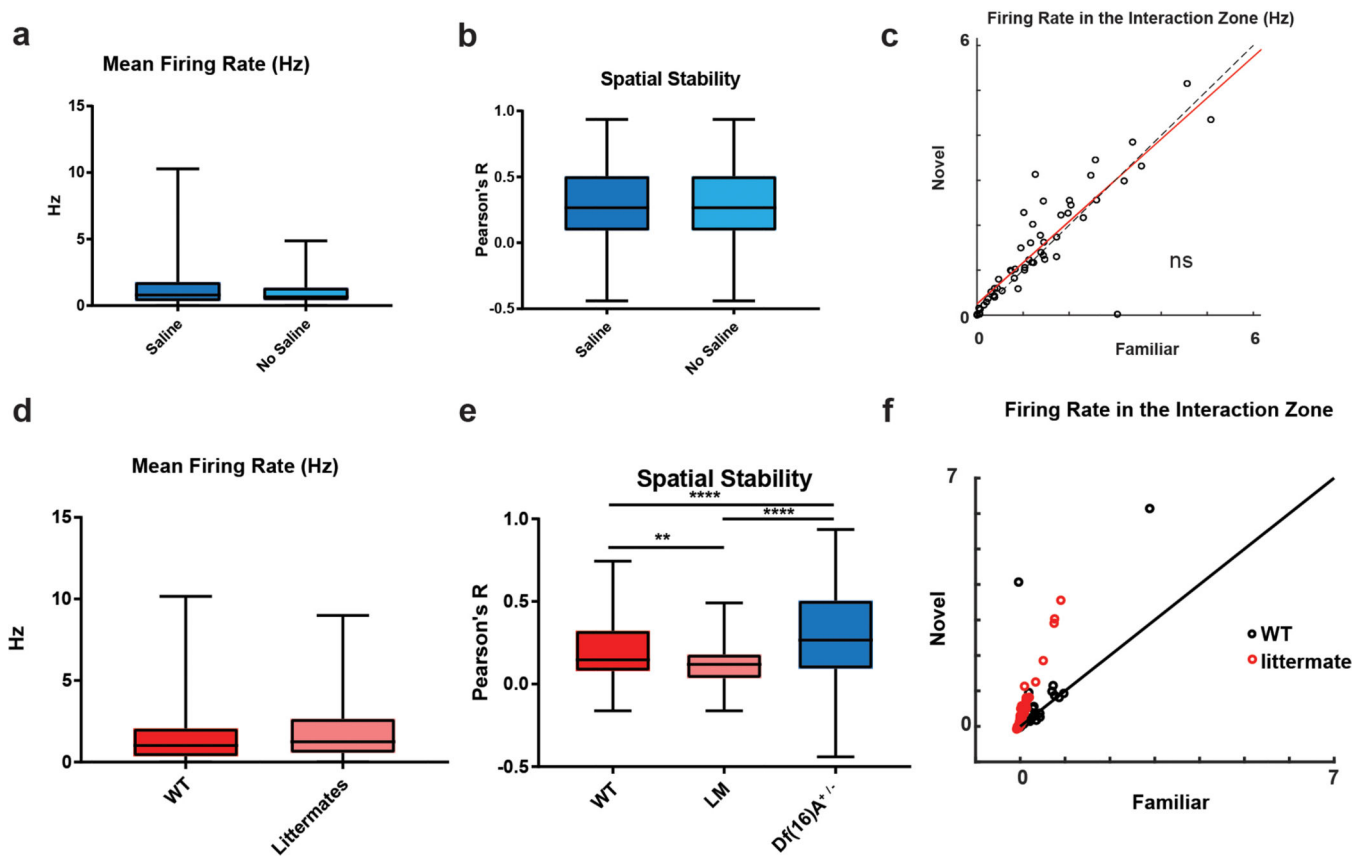 a
Mean Firing Rate (Hz)
15
10
5
0
Hz
Saline
No Saline
b
Spatial Stability
1.0
0.5
0.0
-0.5
Pearson's R
Saline
No Saline
c
Firing Rate in the Interaction Zone (Hz)
6
0
Novel
ns
0
6
Familiar
d
Mean Firing Rate (Hz)
15
10
5
0
Hz
WT
Littermates
e
Spatial Stability
****
****
**
1.0
0.5
0.0
-0.5
Pearson's R
WT
LM
Df(16)A+/-
f
Firing Rate in the Interaction Zone
7
0
Novel
WT
littermate
0
7
Familiar